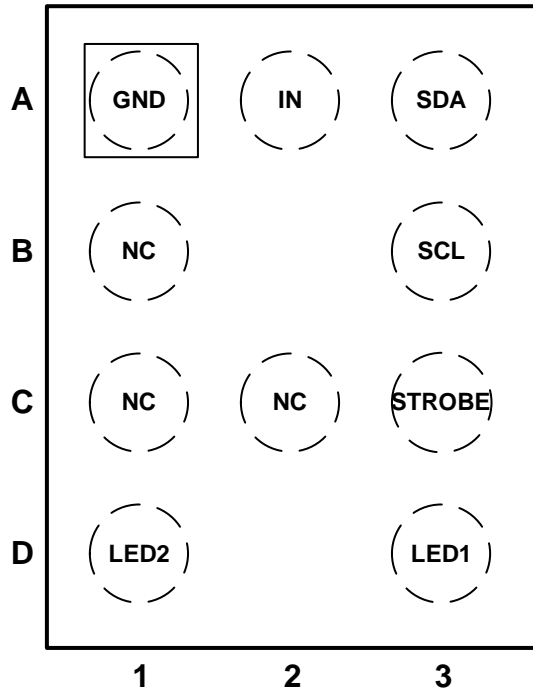 A GND IN SDA
B NC SCL
C NC NC STROBE
D LED2 LED1
1 2 3